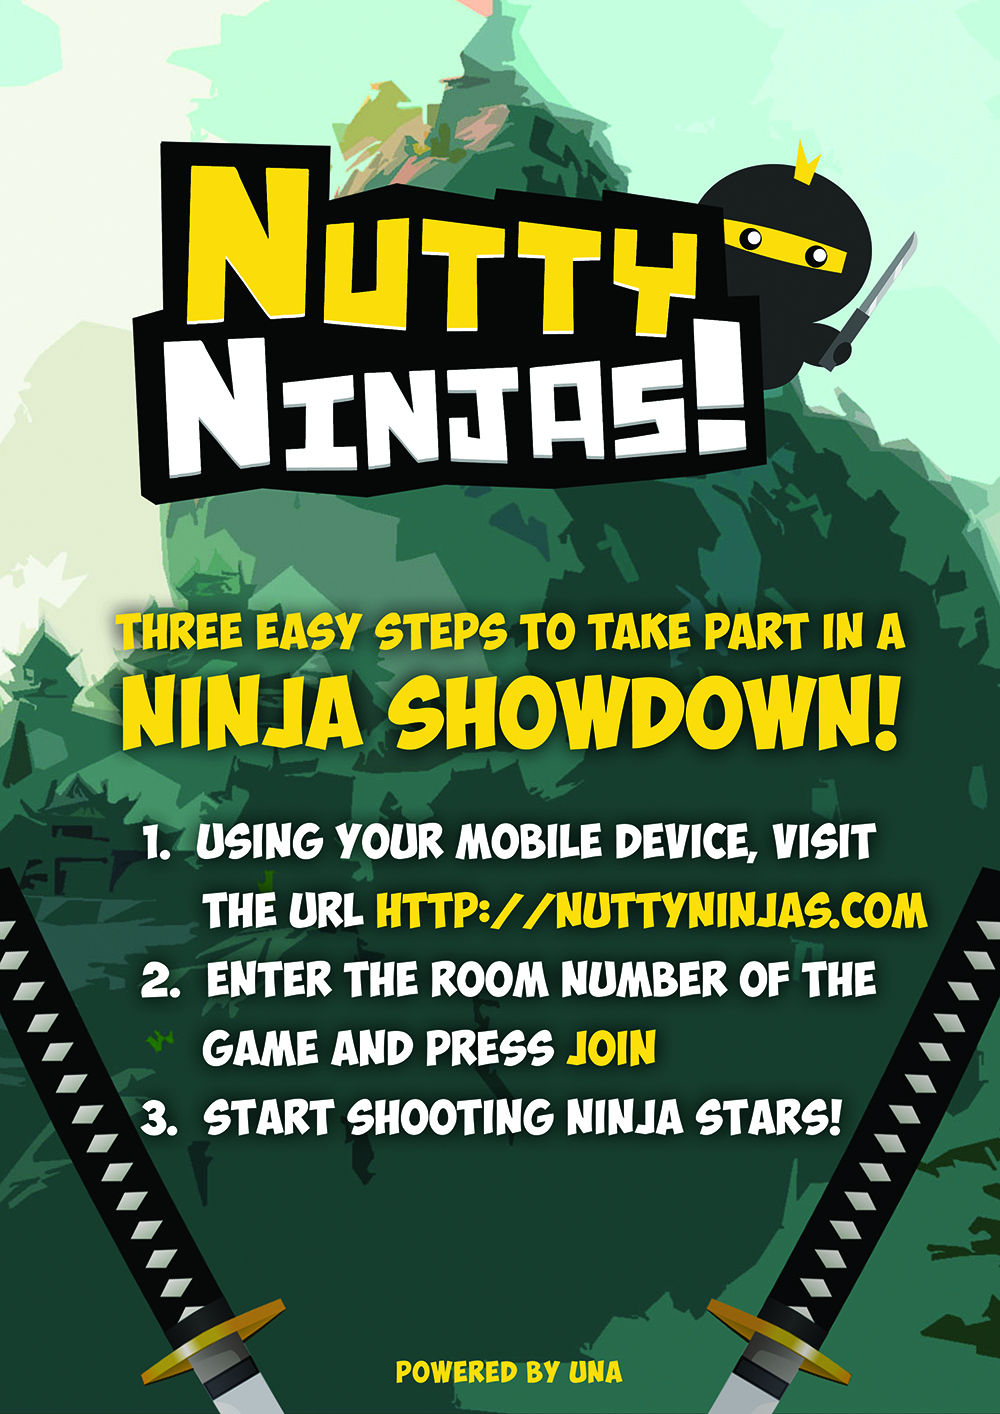 NUTTY
NINJAS!
THREE EASY STEPS TO TAKE PART IN A
NINJA SHOWDOWN!
1. USING YOUR MOBILE DEVICE, VISIT
THE URL HTTP://NUTTYNINJAS.COM
2. ENTER THE ROOM NUMBER OF THE
GAME AND PRESS JOIN
3. START SHOOTING NINJA STARS!
POWERED BY UNA